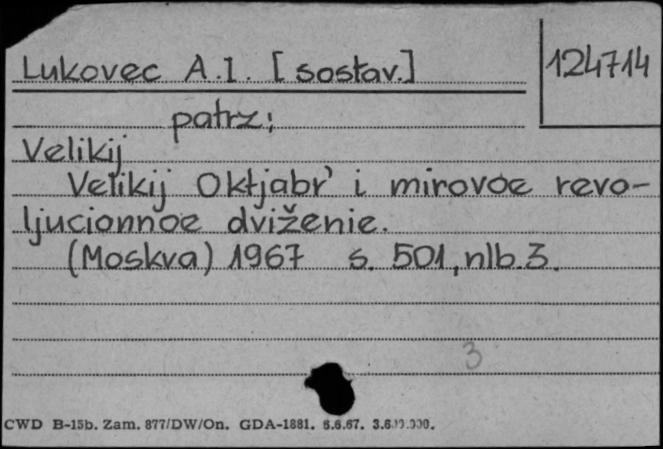 Lukovec A.I. [sostav.]
124714
patrz:
Velikij
Velikij Oktjabr' i mirovoe revo-
ljucionnoe dviženie.
(Moskva) 1967 s. 501, nlb. 3.
3
CWD B-15b. Zam. 877/DW/On. GDA-1881. 6.6.67.